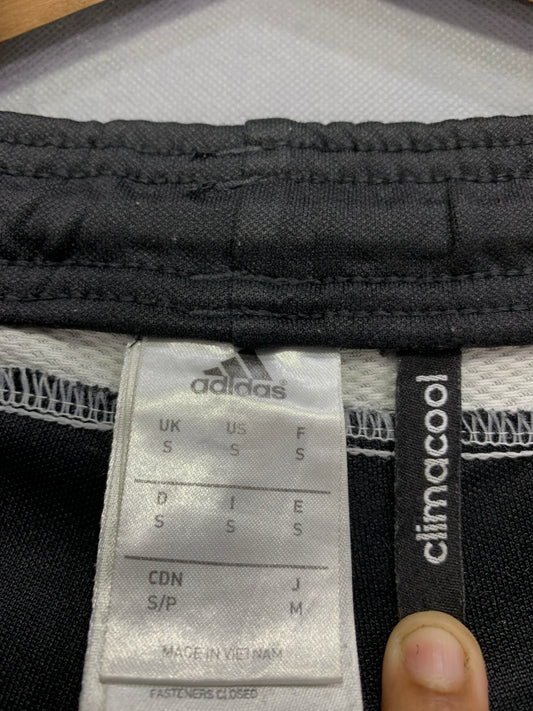 adidas
UK US F
S S S
D I E
S S S
CDN J
S/P M
MADE IN VIETNAM
FASTENERS CLOSED
climacool